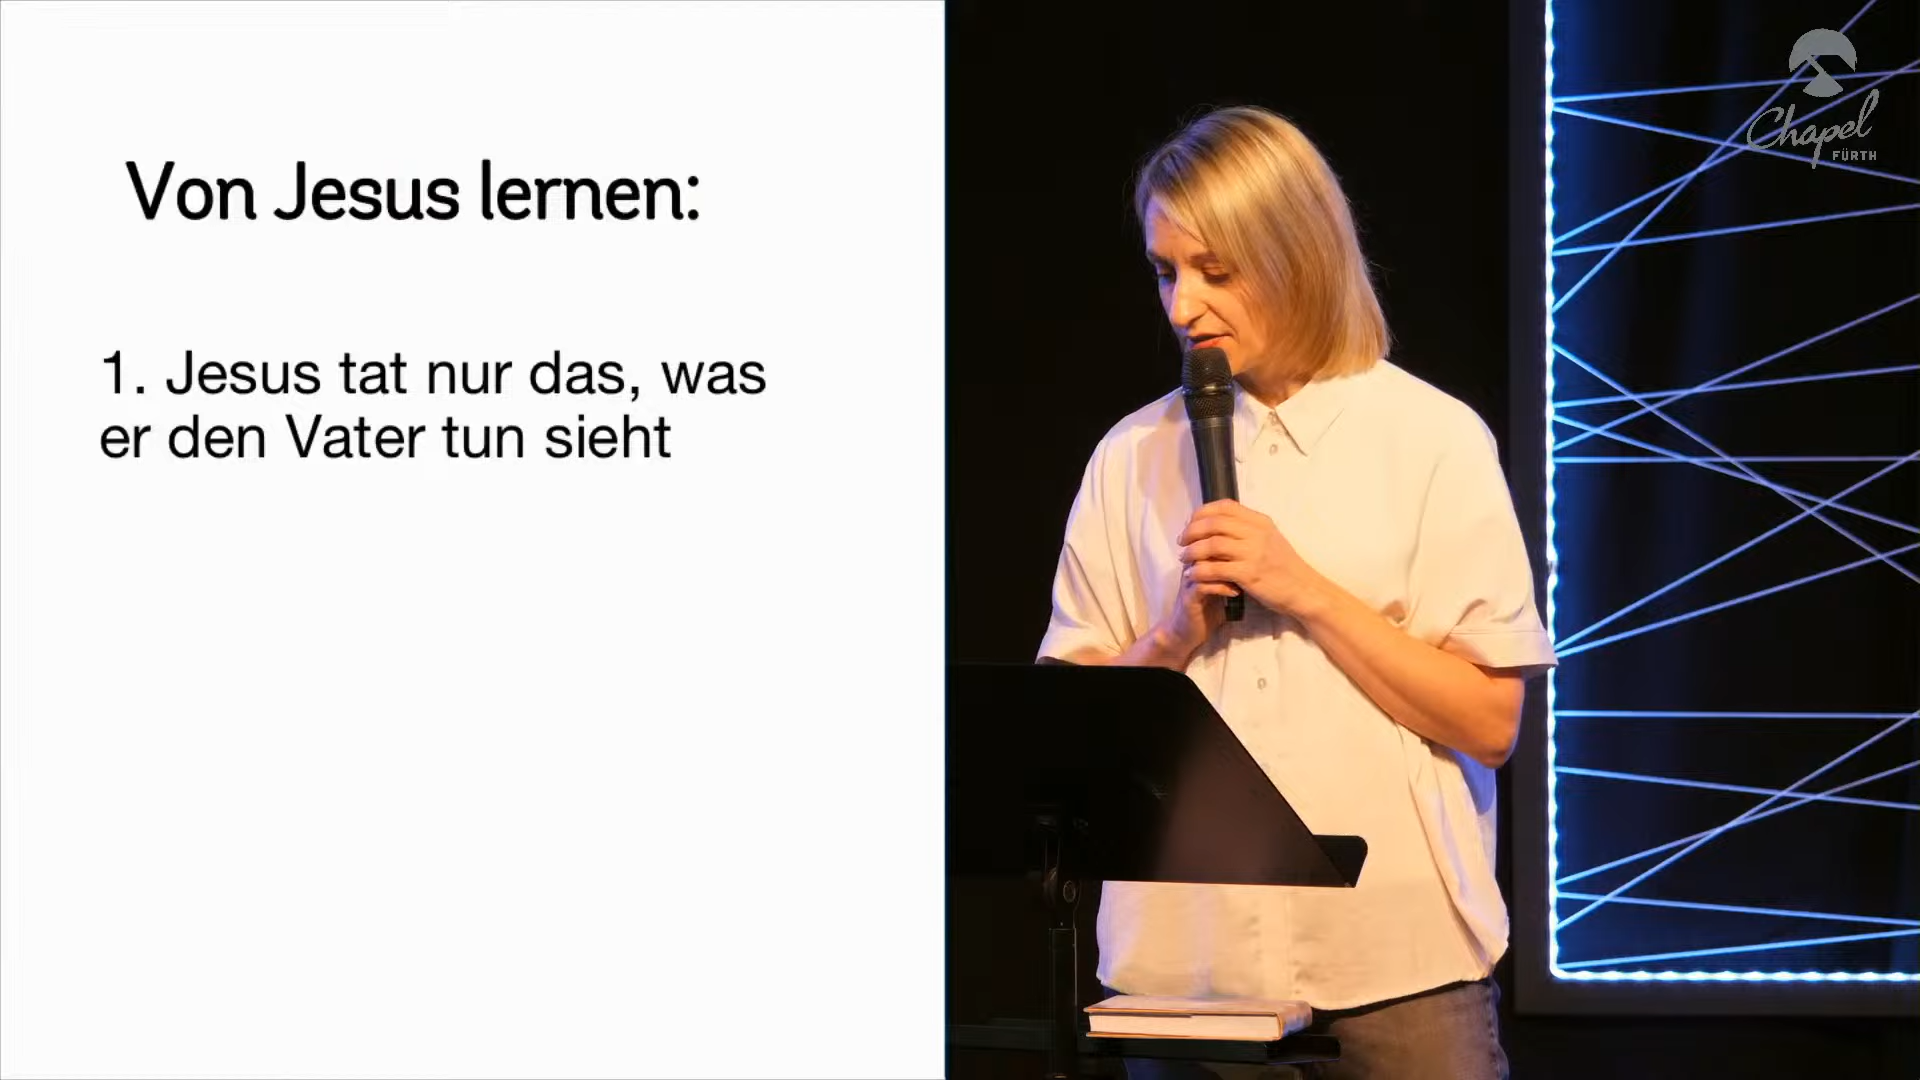 Von Jesus lernen:
1. Jesus tat nur das, was
er den Vater tun sieht
Chapel
FÜRTH